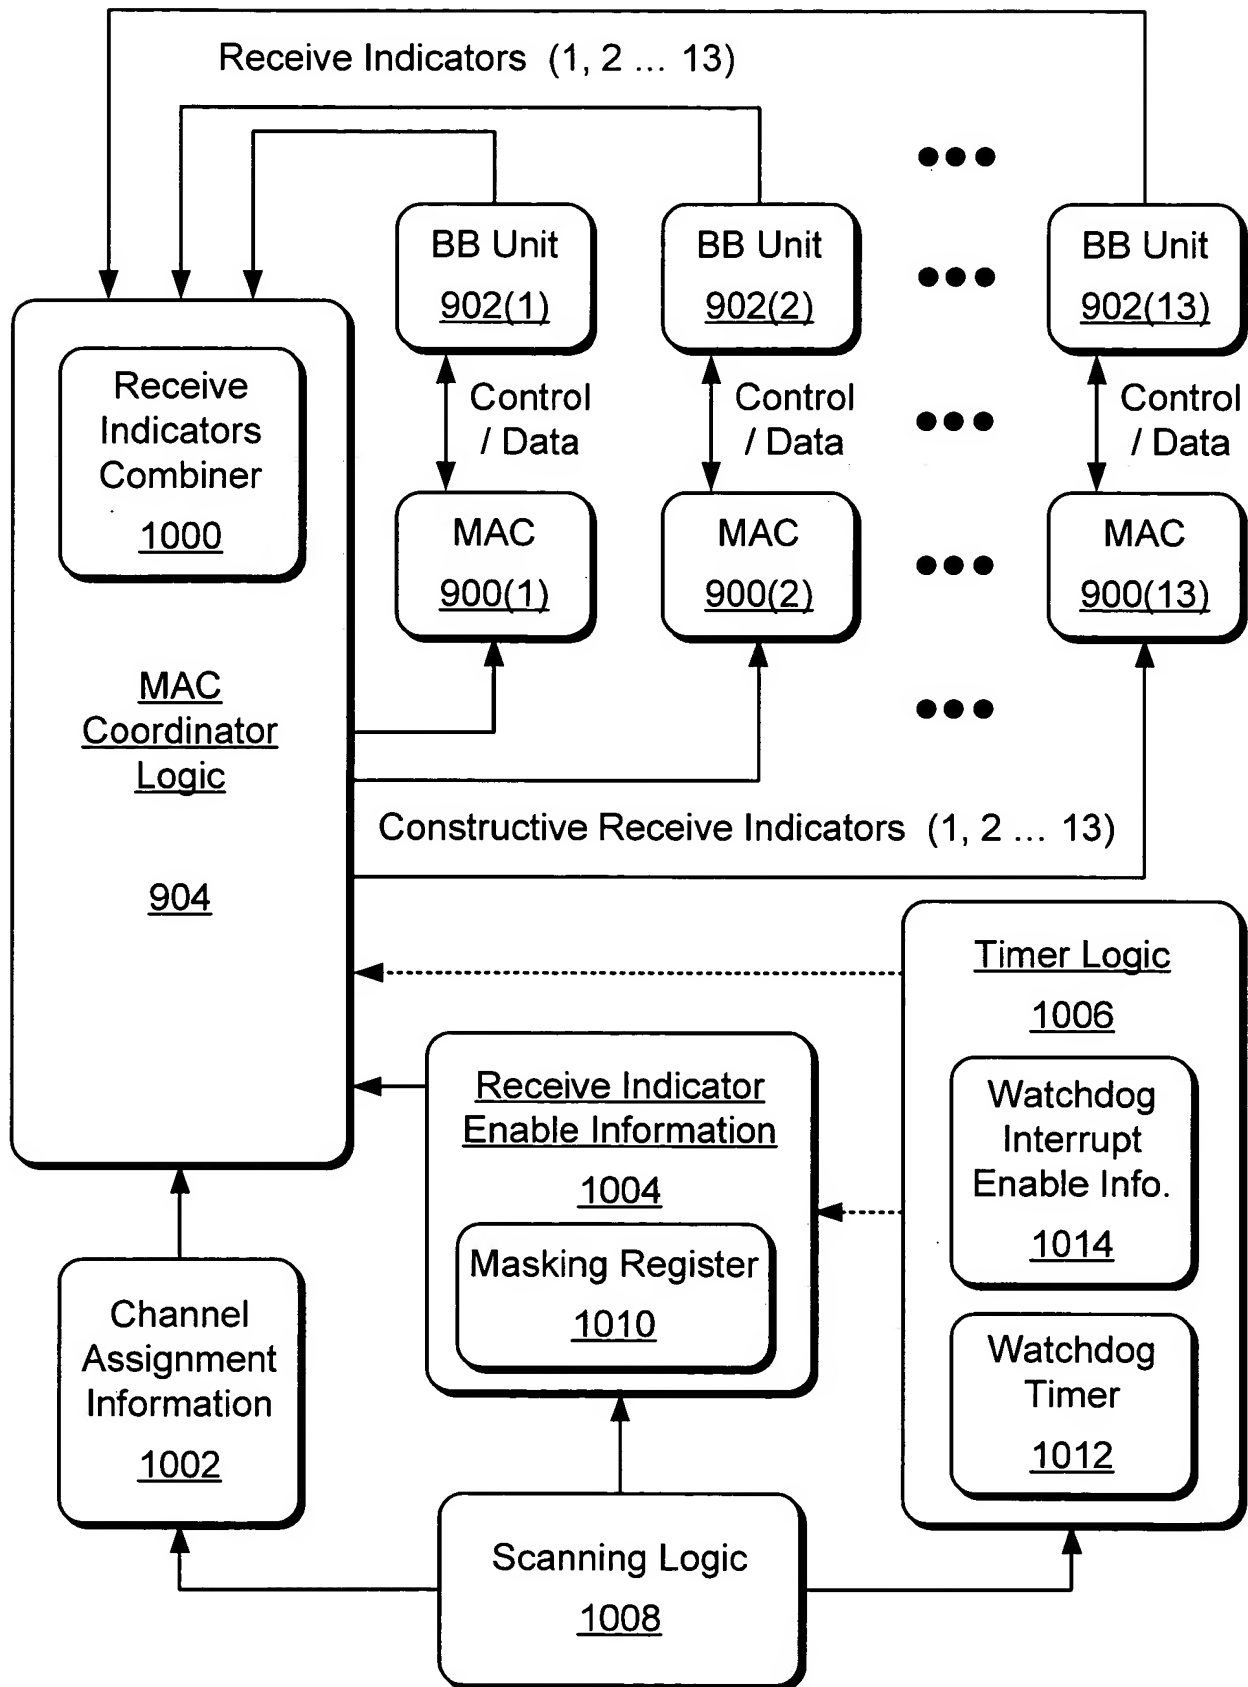 Receive Indicators (1, 2 ... 13)
BB Unit
902(1)
BB Unit
902(2)
BB Unit
902(13)
Control
/ Data
Control
/ Data
Control
/ Data
Receive
Indicators
Combiner
1000
MAC
900(1)
MAC
900(2)
MAC
900(13)
MAC
Coordinator
Logic
904
Constructive Receive Indicators (1, 2 ... 13)
Timer Logic
1006
Watchdog
Interrupt
Enable Info.
1014
Watchdog
Timer
1012
Receive Indicator
Enable Information
1004
Masking Register
1010
Channel
Assignment
Information
1002
Scanning Logic
1008